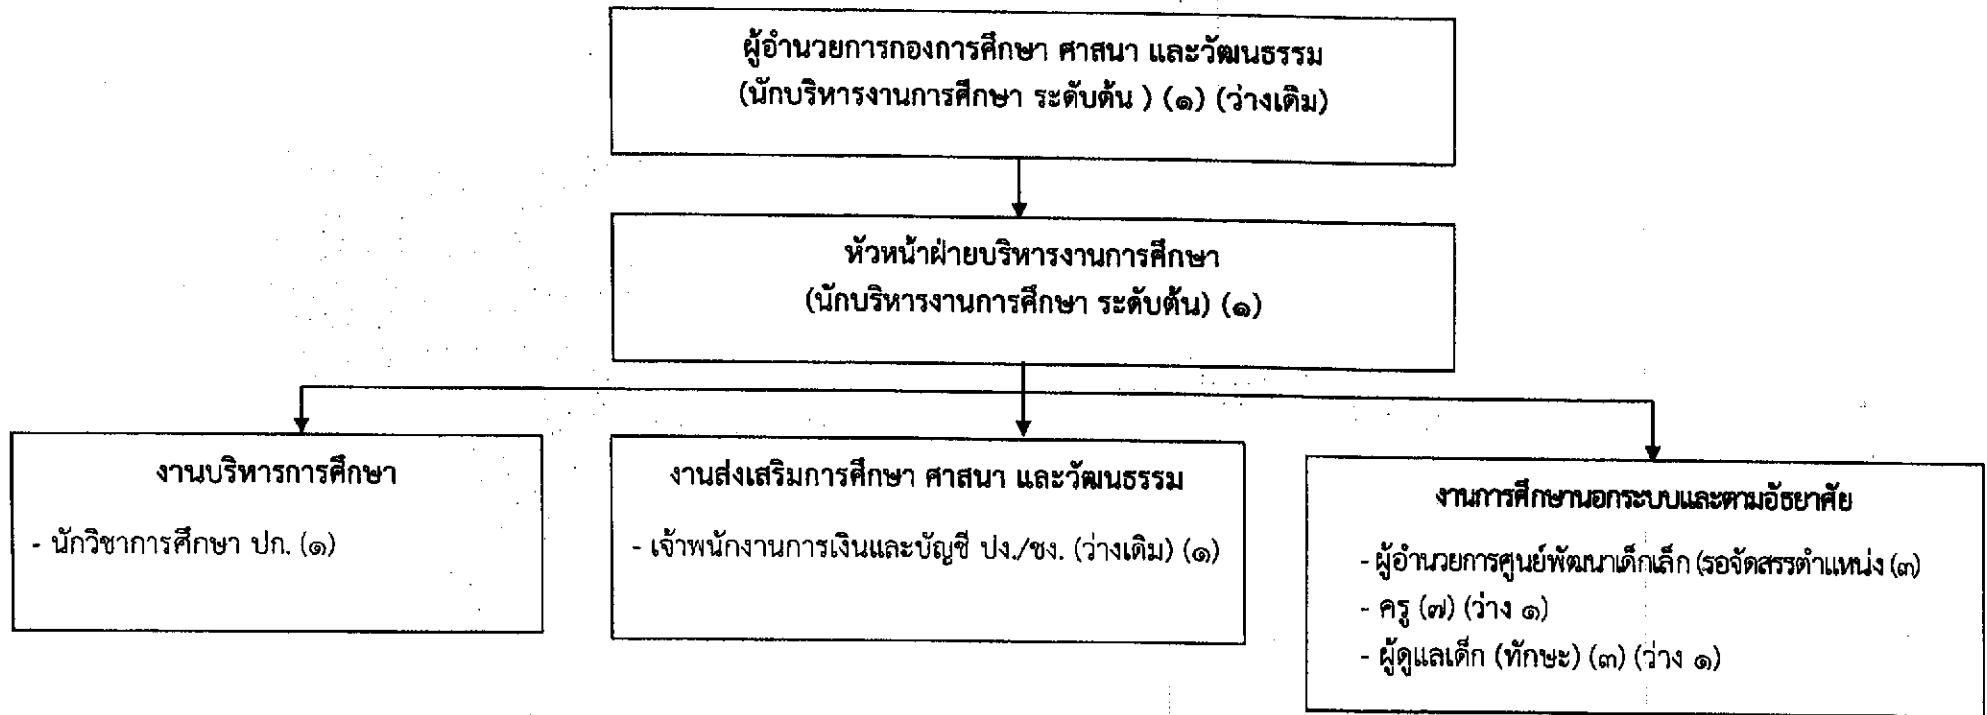 ผู้อำนวยการกองการศึกษา ศาสนา และวัฒนธรรม
(นักบริหารงานการศึกษา ระดับต้น ) (๑) (ว่างเดิม)
หัวหน้าฝ่ายบริหารงานการศึกษา
(นักบริหารงานการศึกษา ระดับต้น) (๑)
งานบริหารการศึกษา
- นักวิชาการศึกษา ปก. (๑)
งานส่งเสริมการศึกษา ศาสนา และวัฒนธรรม
- เจ้าพนักงานการเงินและบัญชี ปง./ชง. (ว่างเดิม) (๑)
งานการศึกษานอกระบบและตามอัธยาศัย
- ผู้อำนวยการศูนย์พัฒนาเด็กเล็ก (รอจัดสรรตำแหน่ง (๓)
- ครู (๗) (ว่าง ๑)
- ผู้ดูแลเด็ก (ทักษะ) (๓) (ว่าง ๑)